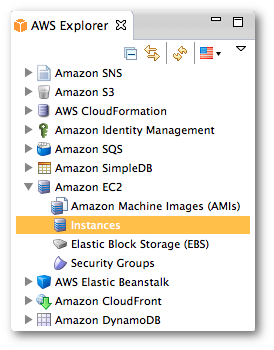 AWS Explorer
Amazon SNS
Amazon S3
AWS CloudFormation
Amazon Identity Management
Amazon SQS
Amazon SimpleDB
Amazon EC2
Amazon Machine Images (AMIs)
Instances
Elastic Block Storage (EBS)
Security Groups
AWS Elastic Beanstalk
Amazon CloudFront
Amazon DynamoDB